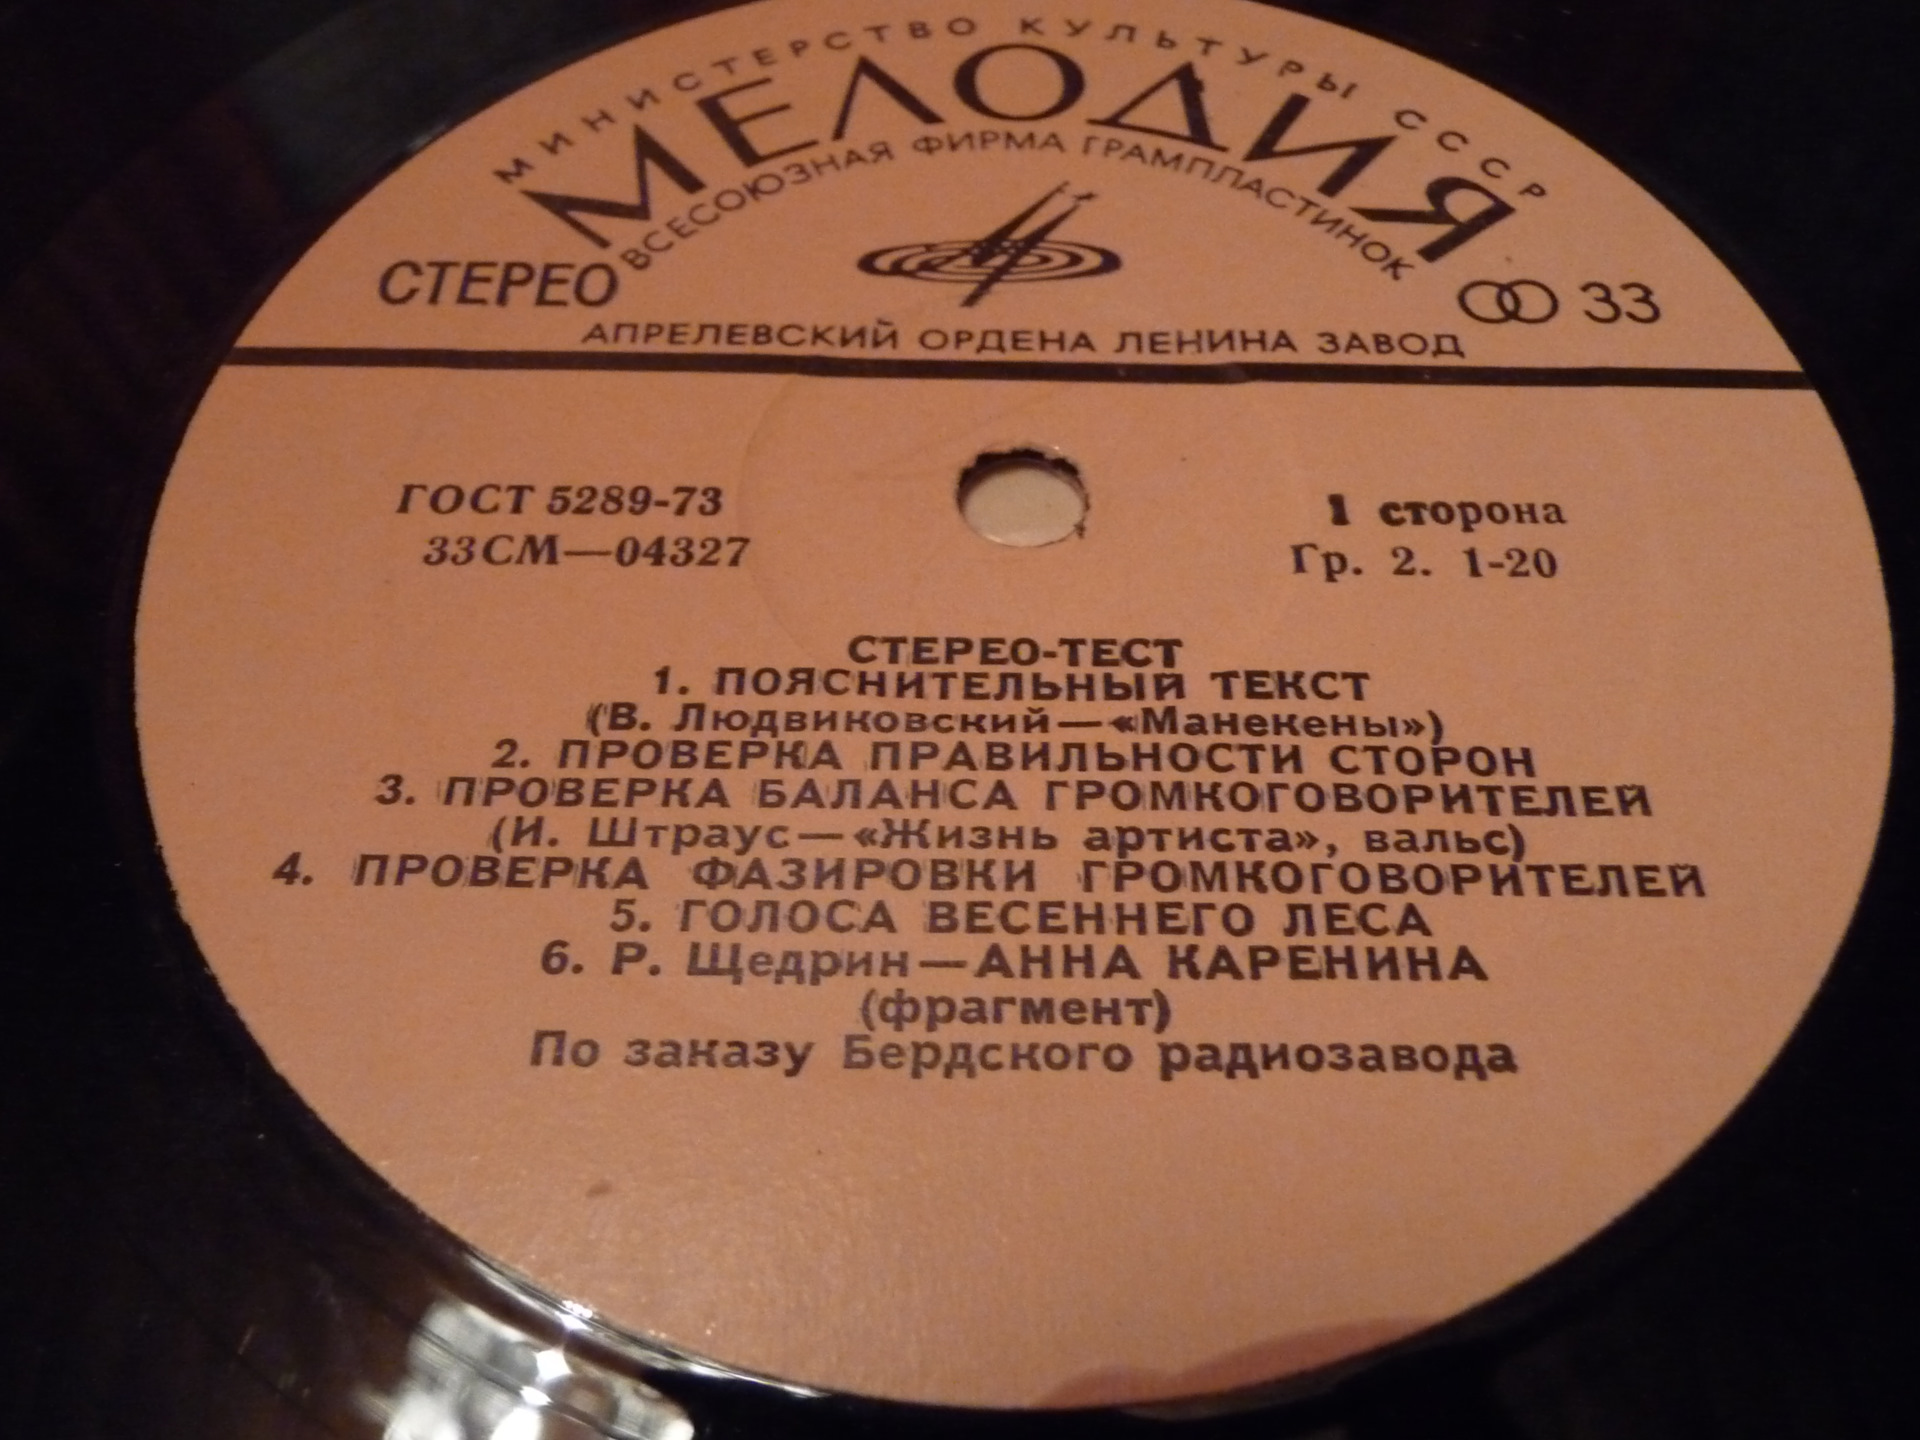 МИНИСТЕРСТВО КУЛЬТУРЫ СССР
МЕЛОДИЯ
ВСЕСОЮЗНАЯ ФИРМА ГРАМПЛАСТИНОК
СТЕРЕО
33
АПРЕЛЕВСКИЙ ОРДЕНА ЛЕНИНА ЗАВОД
ГОСТ 5289-73
33СМ—04327
1 сторона
Гр. 2. 1-20
СТЕРЕО-ТЕСТ
1. ПОЯСНИТЕЛЬНЫЙ ТЕКСТ
(В. Людвиковский—«Манекены»)
2. ПРОВЕРКА ПРАВИЛЬНОСТИ СТОРОН
3. ПРОВЕРКА БАЛАНСА ГРОМКОГОВОРИТЕЛЕЙ
(И. Штраус—«Жизнь артиста», вальс)
4. ПРОВЕРКА ФАЗИРОВКИ ГРОМКОГОВОРИТЕЛЕЙ
5. ГОЛОСА ВЕСЕННЕГО ЛЕСА
6. Р. Щедрин—АННА КАРЕНИНА
(фрагмент)
По заказу Бердского радиозавода